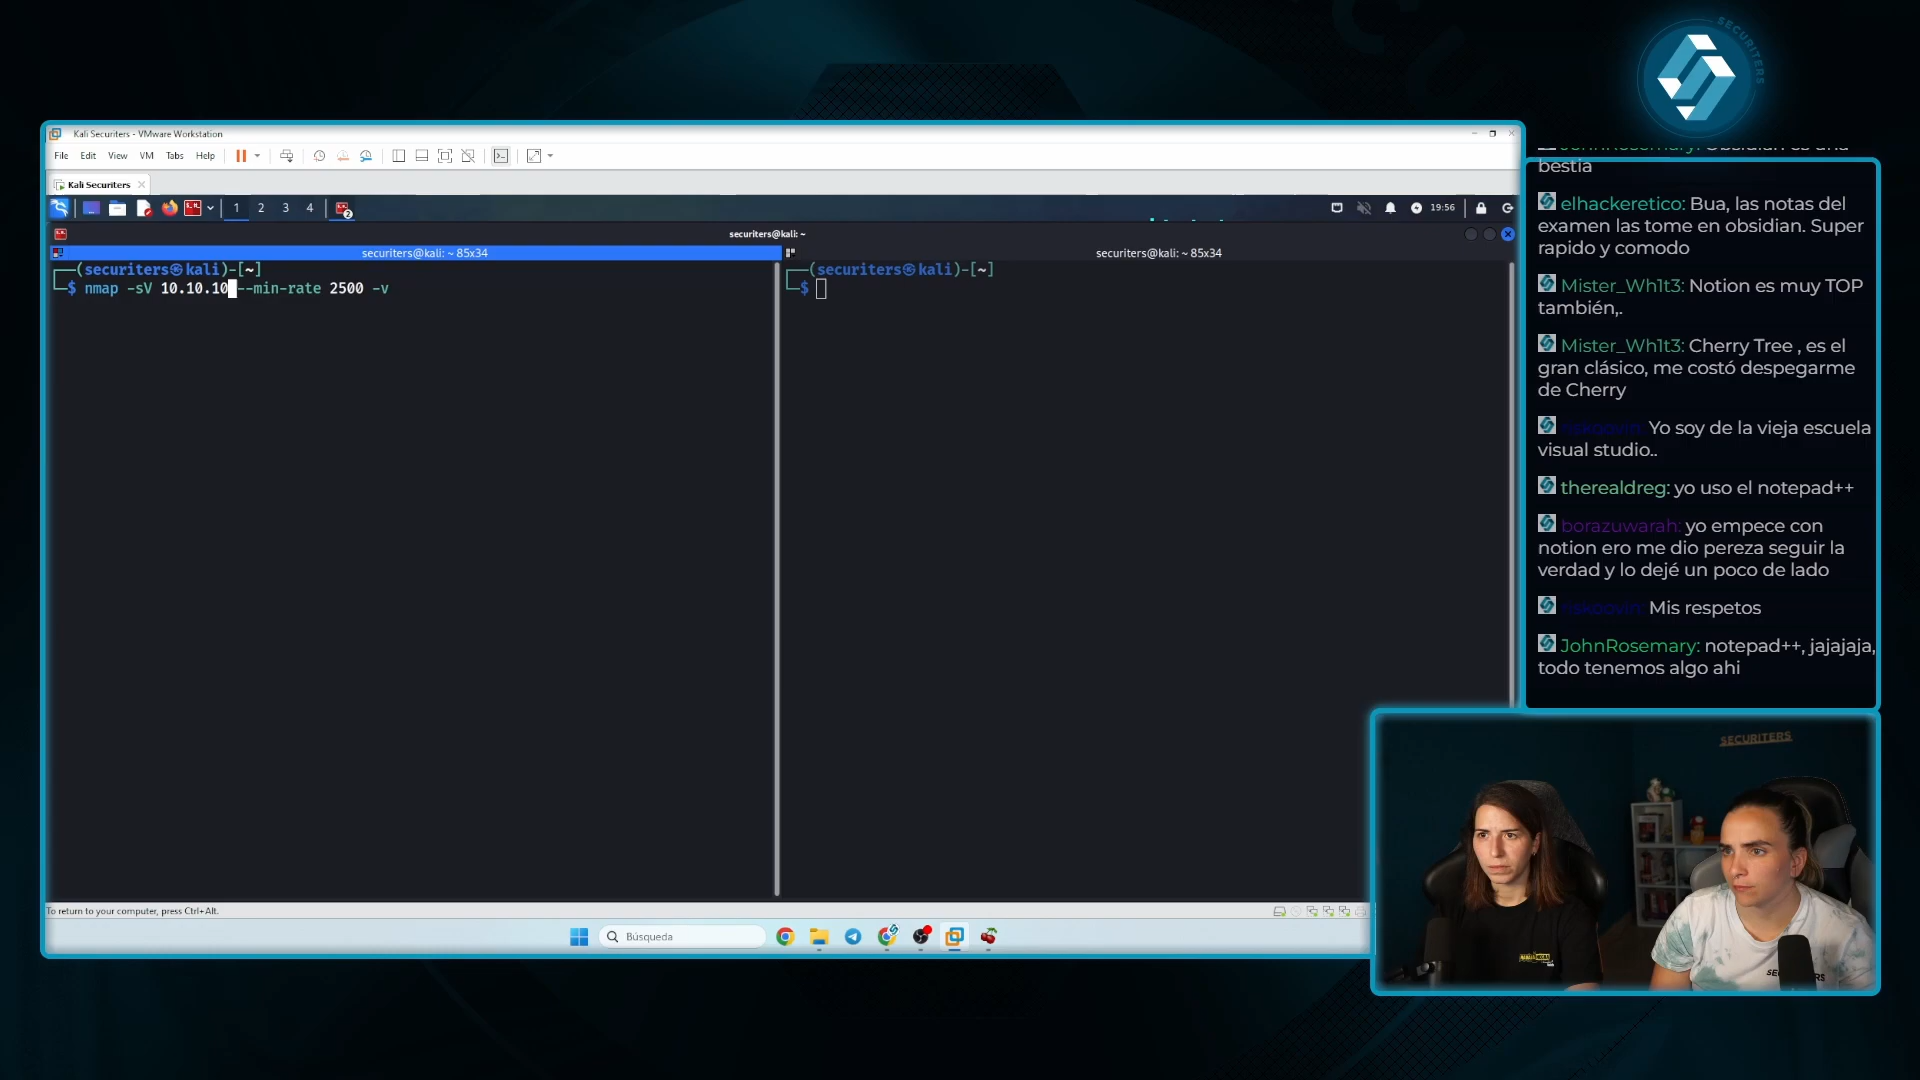 SECURITERS
Kali Securiters - VMware Workstation
File Edit View VM Tabs Help
Kali Securiters
1 2 3 4
2
19:56
securiters@kali: ~
securiters@kali: ~ 85x34
securiters@kali: ~ 85x34
(securiters㉿kali)-[~]
$ nmap -sV 10.10.10 --min-rate 2500 -v
(securiters㉿kali)-[~]
$
To return to your computer, press Ctrl+Alt.
Búsqueda
JohnRosemary: Obsidian es una
bestia
elhackeretico: Bua, las notas del
examen las tome en obsidian. Super
rapido y comodo
Mister_Wh1t3: Notion es muy TOP
también,.
Mister_Wh1t3: Cherry Tree , es el
gran clásico, me costó despegarme
de Cherry
Yo soy de la vieja escuela
visual studio..
therealdreg: yo uso el notepad++
borazuwarah: yo empece con
notion ero me dio pereza seguir la
verdad y lo dejé un poco de lado
Mis respetos
JohnRosemary: notepad++, jajajaja,
todo tenemos algo ahi
SECURITERS